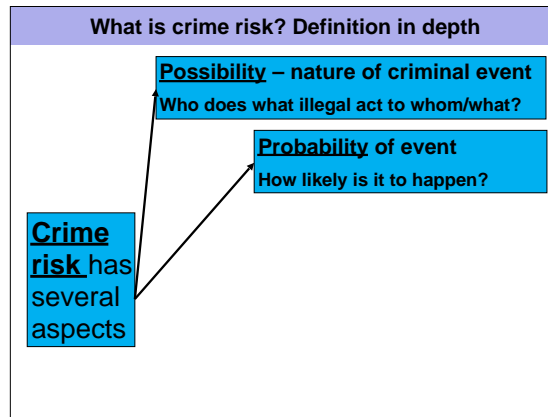 What is crime risk? Definition in depth
Possibility – nature of criminal event
Who does what illegal act to whom/what?
Probability of event
How likely is it to happen?
Crime
risk has
several
aspects